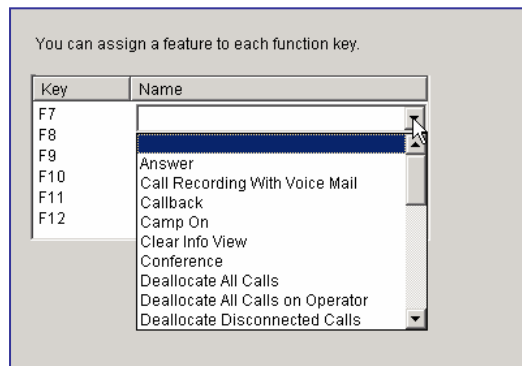 You can assign a feature to each function key.
Key Name
F7
F8
F9
F10
F11
F12
Answer
Call Recording With Voice Mail
Callback
Camp On
Clear Info View
Conference
Deallocate All Calls
Deallocate All Calls on Operator
Deallocate Disconnected Calls